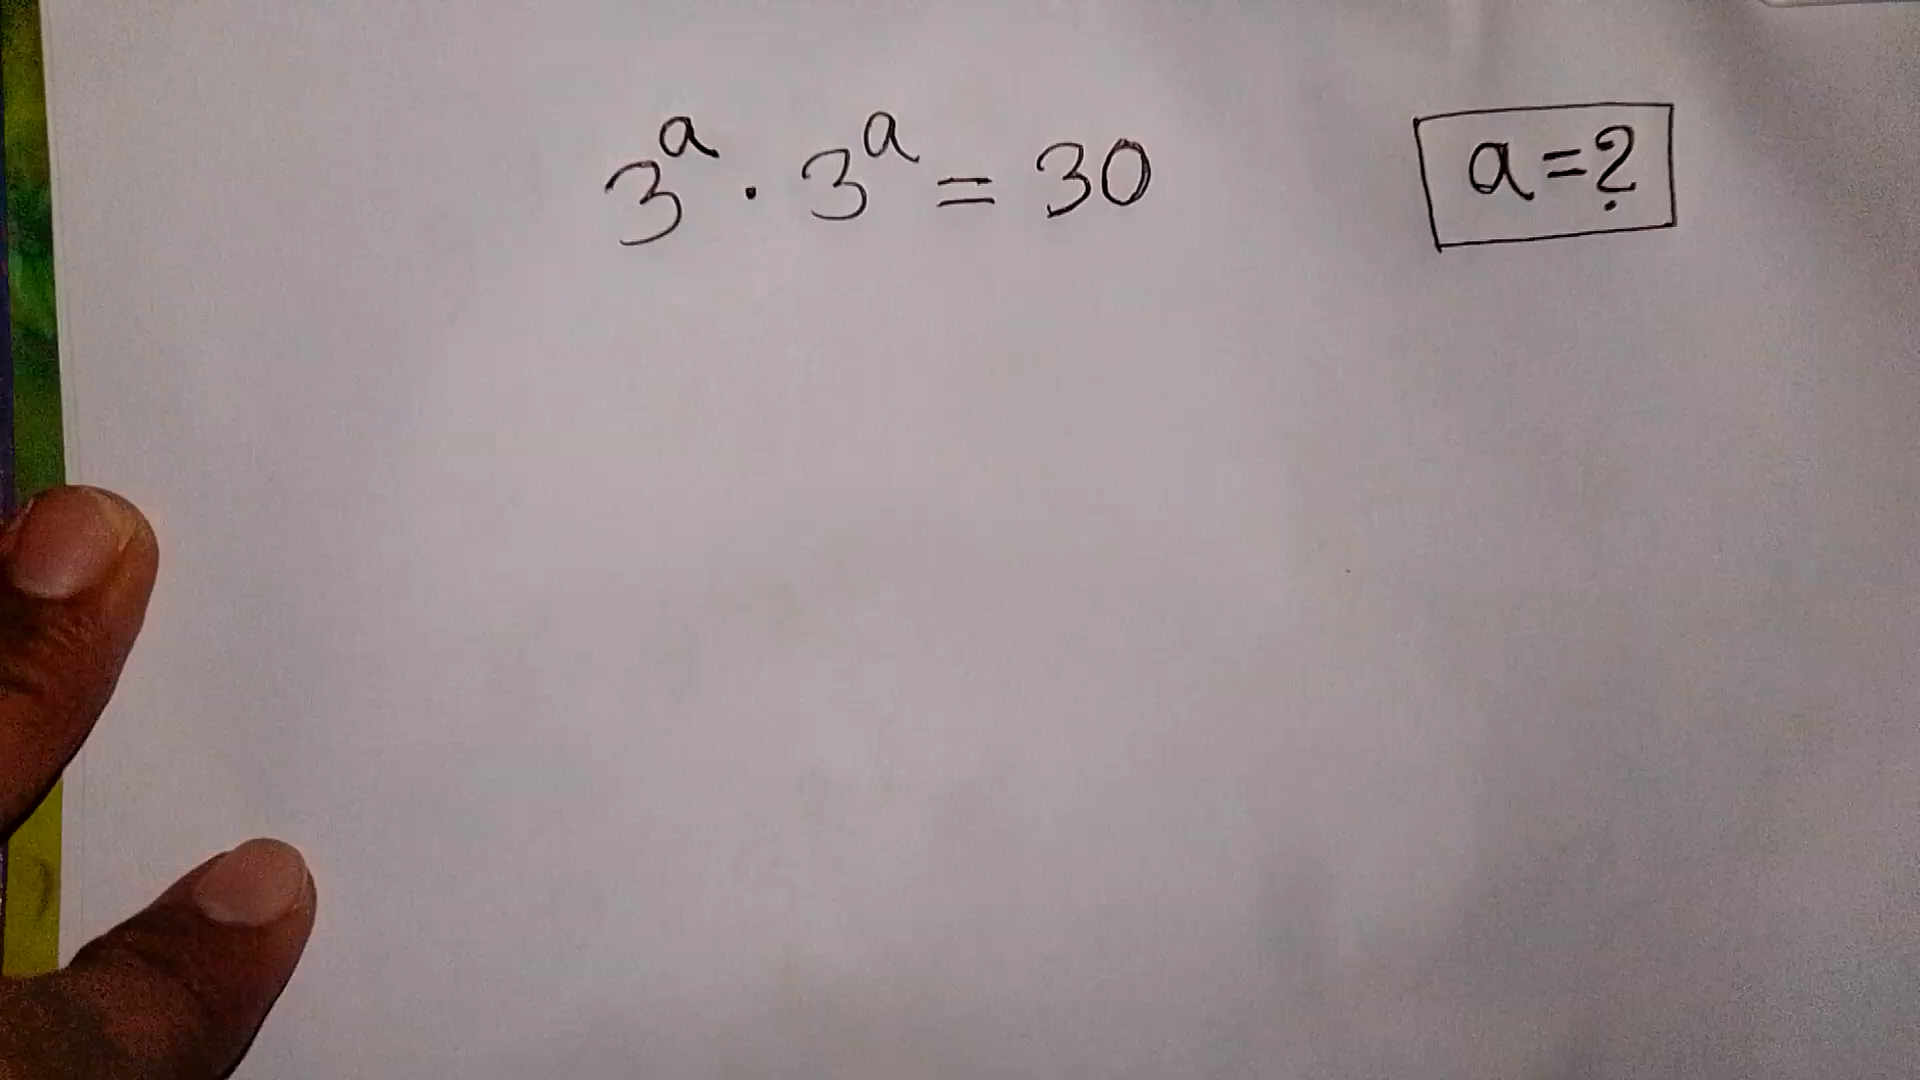 3^a · 3^a = 30
a = ?